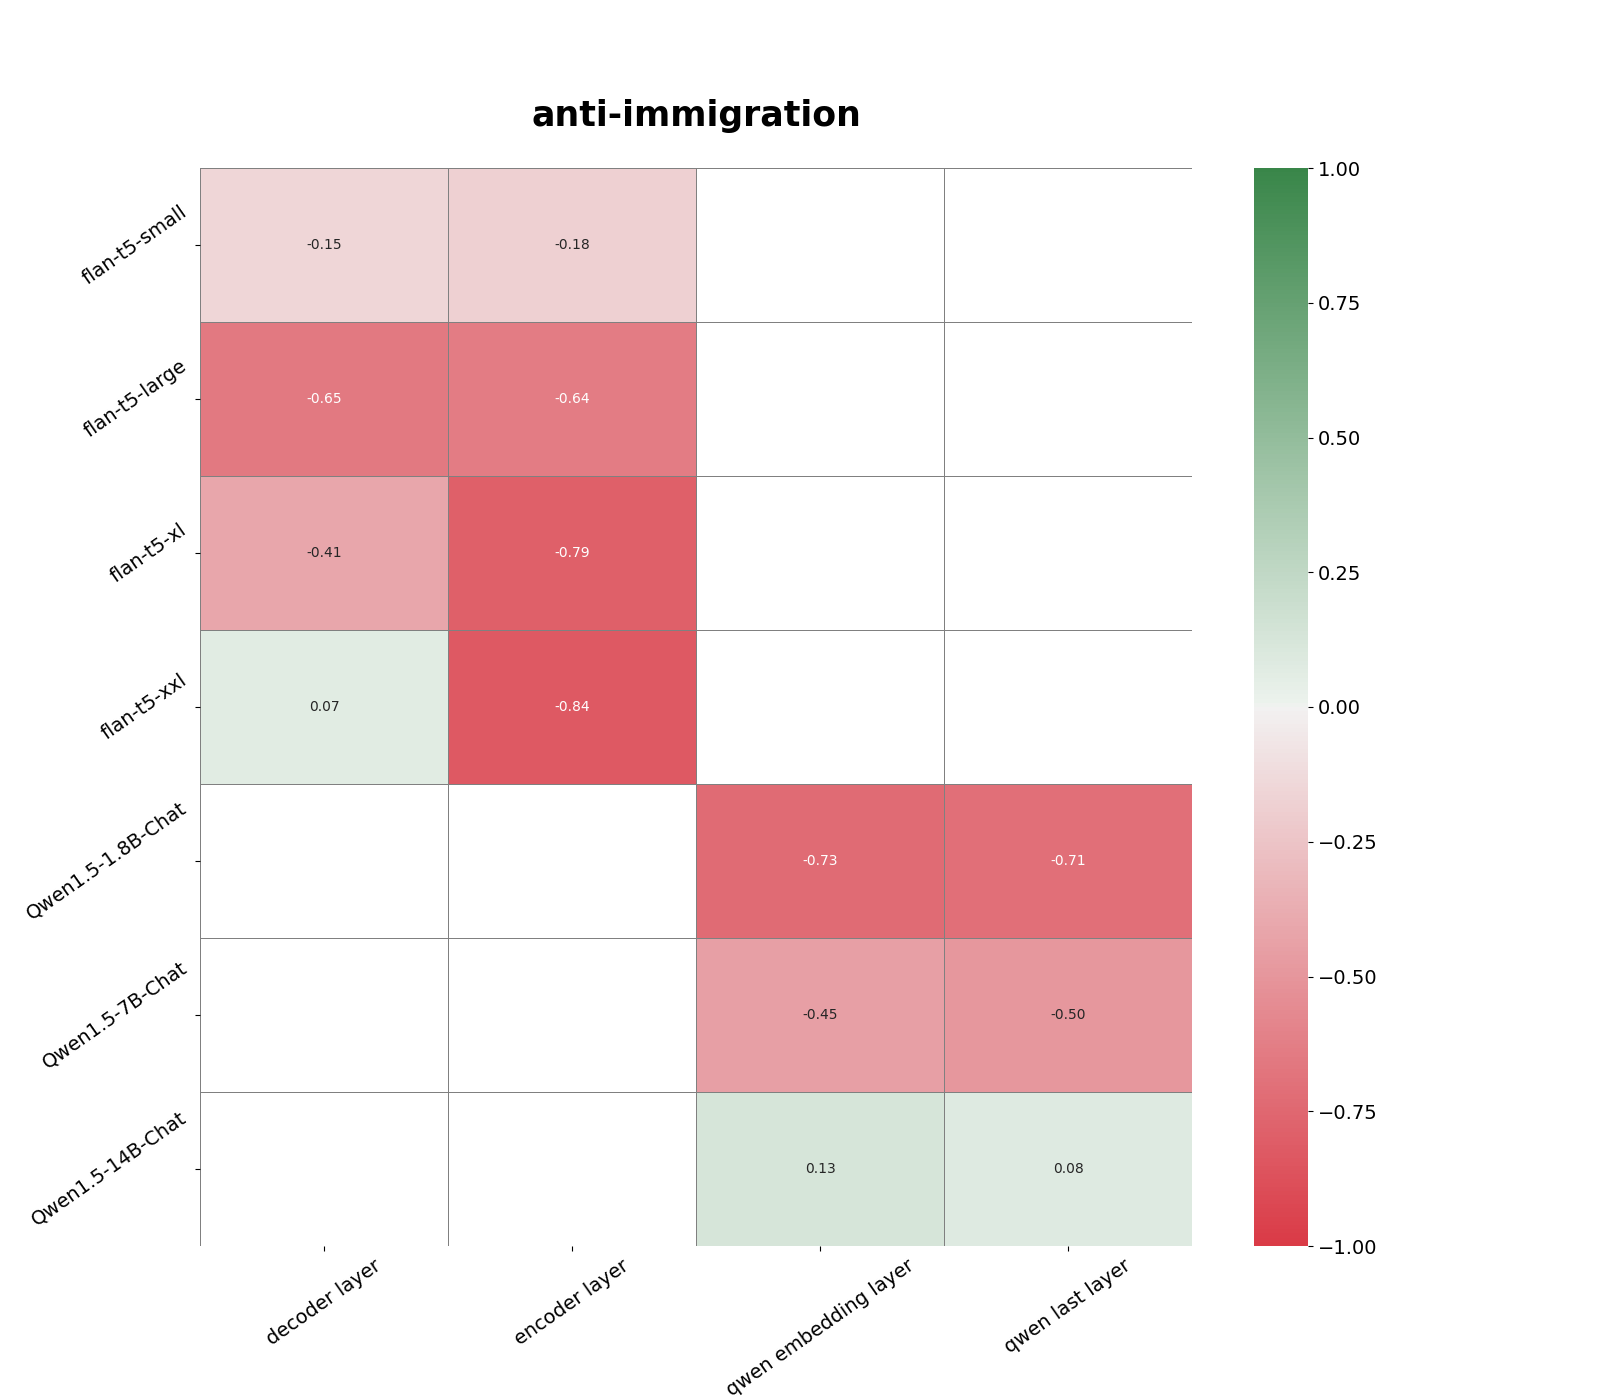 anti-immigration
flan-t5-small
-0.15
-0.18
flan-t5-large
-0.65
-0.64
flan-t5-xl
-0.41
-0.79
flan-t5-xxl
0.07
-0.84
Qwen1.5-1.8B-Chat
-0.73
-0.71
Qwen1.5-7B-Chat
-0.45
-0.50
Qwen1.5-14B-Chat
0.13
0.08
decoder layer
encoder layer
qwen embedding layer
qwen last layer
1.00
0.75
0.50
0.25
0.00
−0.25
−0.50
−0.75
−1.00